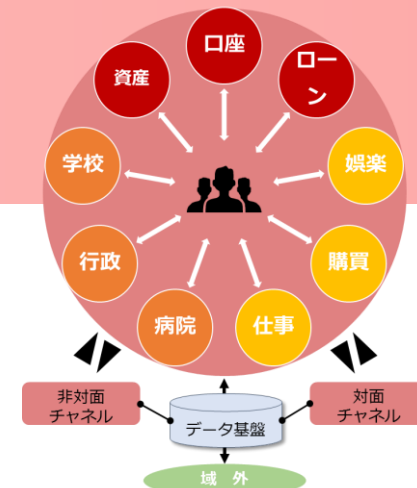 口座
資産
ロー
ン
学校
娯楽
行政
購買
病院
仕事
非対面
チャネル
データ基盤
対面
チャネル
域 外